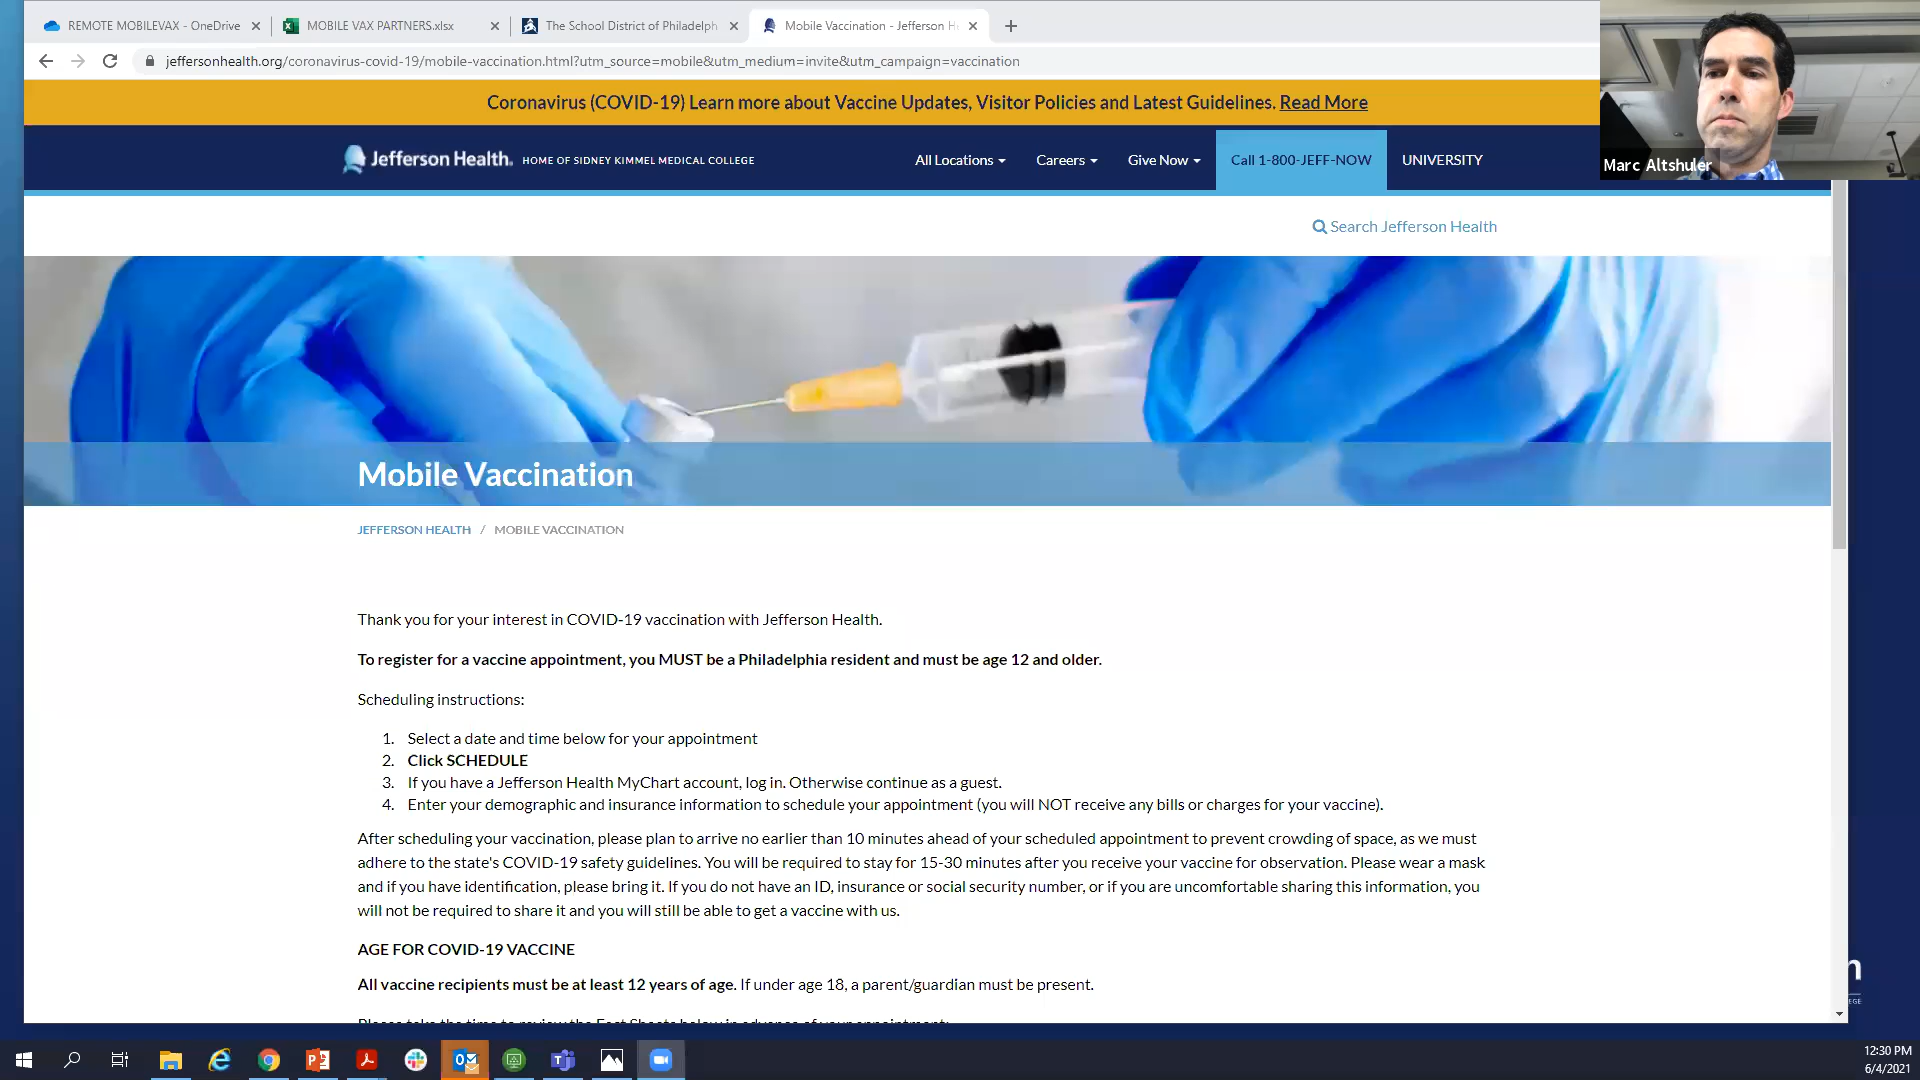 REMOTE MOBILEVAX - OneDrive
MOBILE VAX PARTNERS.xlsx
The School District of Philadelph
Mobile Vaccination - Jefferson H
jeffersonhealth.org/coronavirus-covid-19/mobile-vaccination.html?utm_source=mobile&utm_medium=invite&utm_campaign=vaccination
Coronavirus (COVID-19) Learn more about Vaccine Updates, Visitor Policies and Latest Guidelines. Read More
Jefferson Health. HOME OF SIDNEY KIMMEL MEDICAL COLLEGE
All Locations Careers Give Now Call 1-800-JEFF-NOW UNIVERSITY
Marc Altshuler
Search Jefferson Health
Mobile Vaccination
JEFFERSON HEALTH / MOBILE VACCINATION
Thank you for your interest in COVID-19 vaccination with Jefferson Health.
To register for a vaccine appointment, you MUST be a Philadelphia resident and must be age 12 and older.
Scheduling instructions:
1. Select a date and time below for your appointment
2. Click SCHEDULE
3. If you have a Jefferson Health MyChart account, log in. Otherwise continue as a guest.
4. Enter your demographic and insurance information to schedule your appointment (you will NOT receive any bills or charges for your vaccine).
After scheduling your vaccination, please plan to arrive no earlier than 10 minutes ahead of your scheduled appointment to prevent crowding of space, as we must
adhere to the state's COVID-19 safety guidelines. You will be required to stay for 15-30 minutes after you receive your vaccine for observation. Please wear a mask
and if you have identification, please bring it. If you do not have an ID, insurance or social security number, or if you are uncomfortable sharing this information, you
will not be required to share it and you will still be able to get a vaccine with us.
AGE FOR COVID-19 VACCINE
All vaccine recipients must be at least 12 years of age. If under age 18, a parent/guardian must be present.
Please take the time to review the Fact Sheets below in advance of your appointment:
12:30 PM
6/4/2021